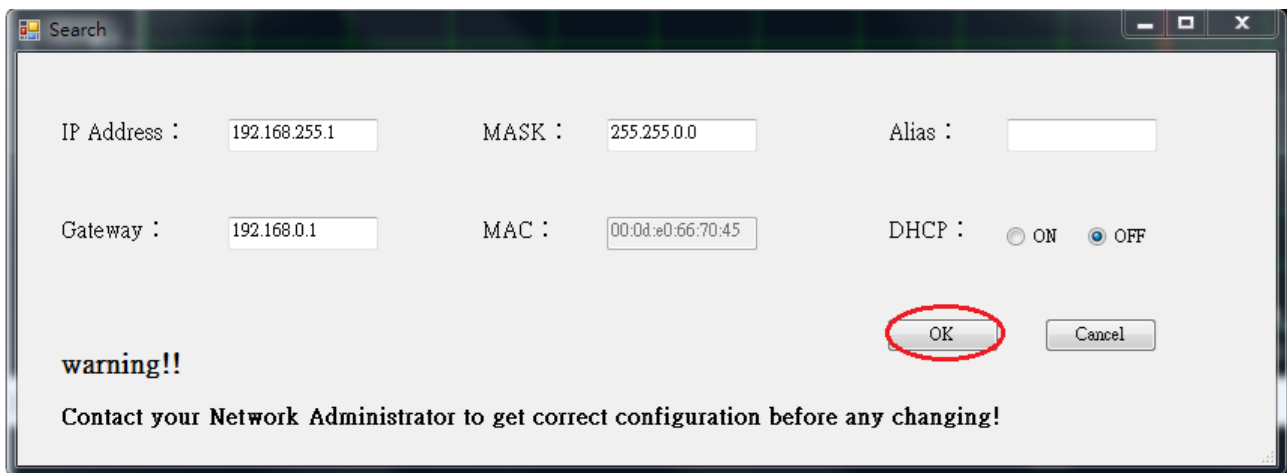 Search
IP Address： 192.168.255.1 MASK： 255.255.0.0 Alias：
Gateway： 192.168.0.1 MAC： 00:0d:e0:66:70:45 DHCP： ON OFF
OK Cancel
warning!!
Contact your Network Administrator to get correct configuration before any changing!